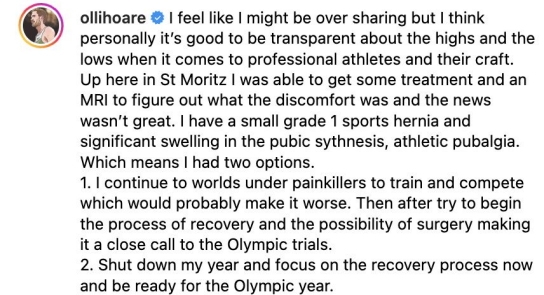 ollihoare I feel like I might be over sharing but I think
personally it’s good to be transparent about the highs and the
lows when it comes to professional athletes and their craft.
Up here in St Moritz I was able to get some treatment and an
MRI to figure out what the discomfort was and the news
wasn’t great. I have a small grade 1 sports hernia and
significant swelling in the pubic sythnesis, athletic pubalgia.
Which means I had two options.
1. I continue to worlds under painkillers to train and compete
which would probably make it worse. Then after try to begin
the process of recovery and the possibility of surgery making
it a close call to the Olympic trials.
2. Shut down my year and focus on the recovery process now
and be ready for the Olympic year.